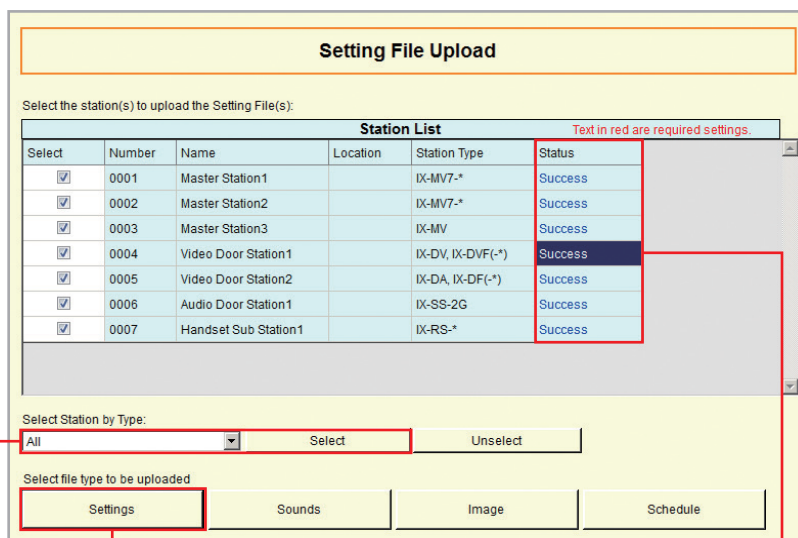 Setting File Upload
Select the station(s) to upload the Setting File(s):
Station List Text in red are required settings.
Select Number Name Location Station Type Status
0001 Master Station1 IX-MV7-* Success
0002 Master Station2 IX-MV7-* Success
0003 Master Station3 IX-MV Success
0004 Video Door Station1 IX-DV, IX-DVF(-*) Success
0005 Video Door Station2 IX-DA, IX-DF(-*) Success
0006 Audio Door Station1 IX-SS-2G Success
0007 Handset Sub Station1 IX-RS-* Success
Select Station by Type:
All Select Unselect
Select file type to be uploaded
Settings Sounds Image Schedule